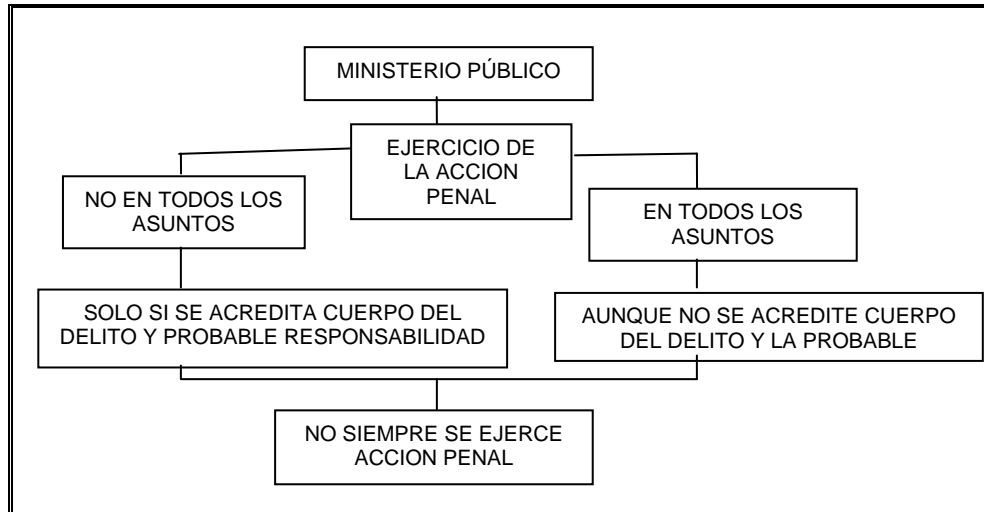 MINISTERIO PÚBLICO
EJERCICIO DE
LA ACCION
PENAL
NO EN TODOS LOS
ASUNTOS
EN TODOS LOS
ASUNTOS
SOLO SI SE ACREDITA CUERPO DEL
DELITO Y PROBABLE RESPONSABILIDAD
AUNQUE NO SE ACREDITE CUERPO
DEL DELITO Y LA PROBABLE
NO SIEMPRE SE EJERCE
ACCION PENAL